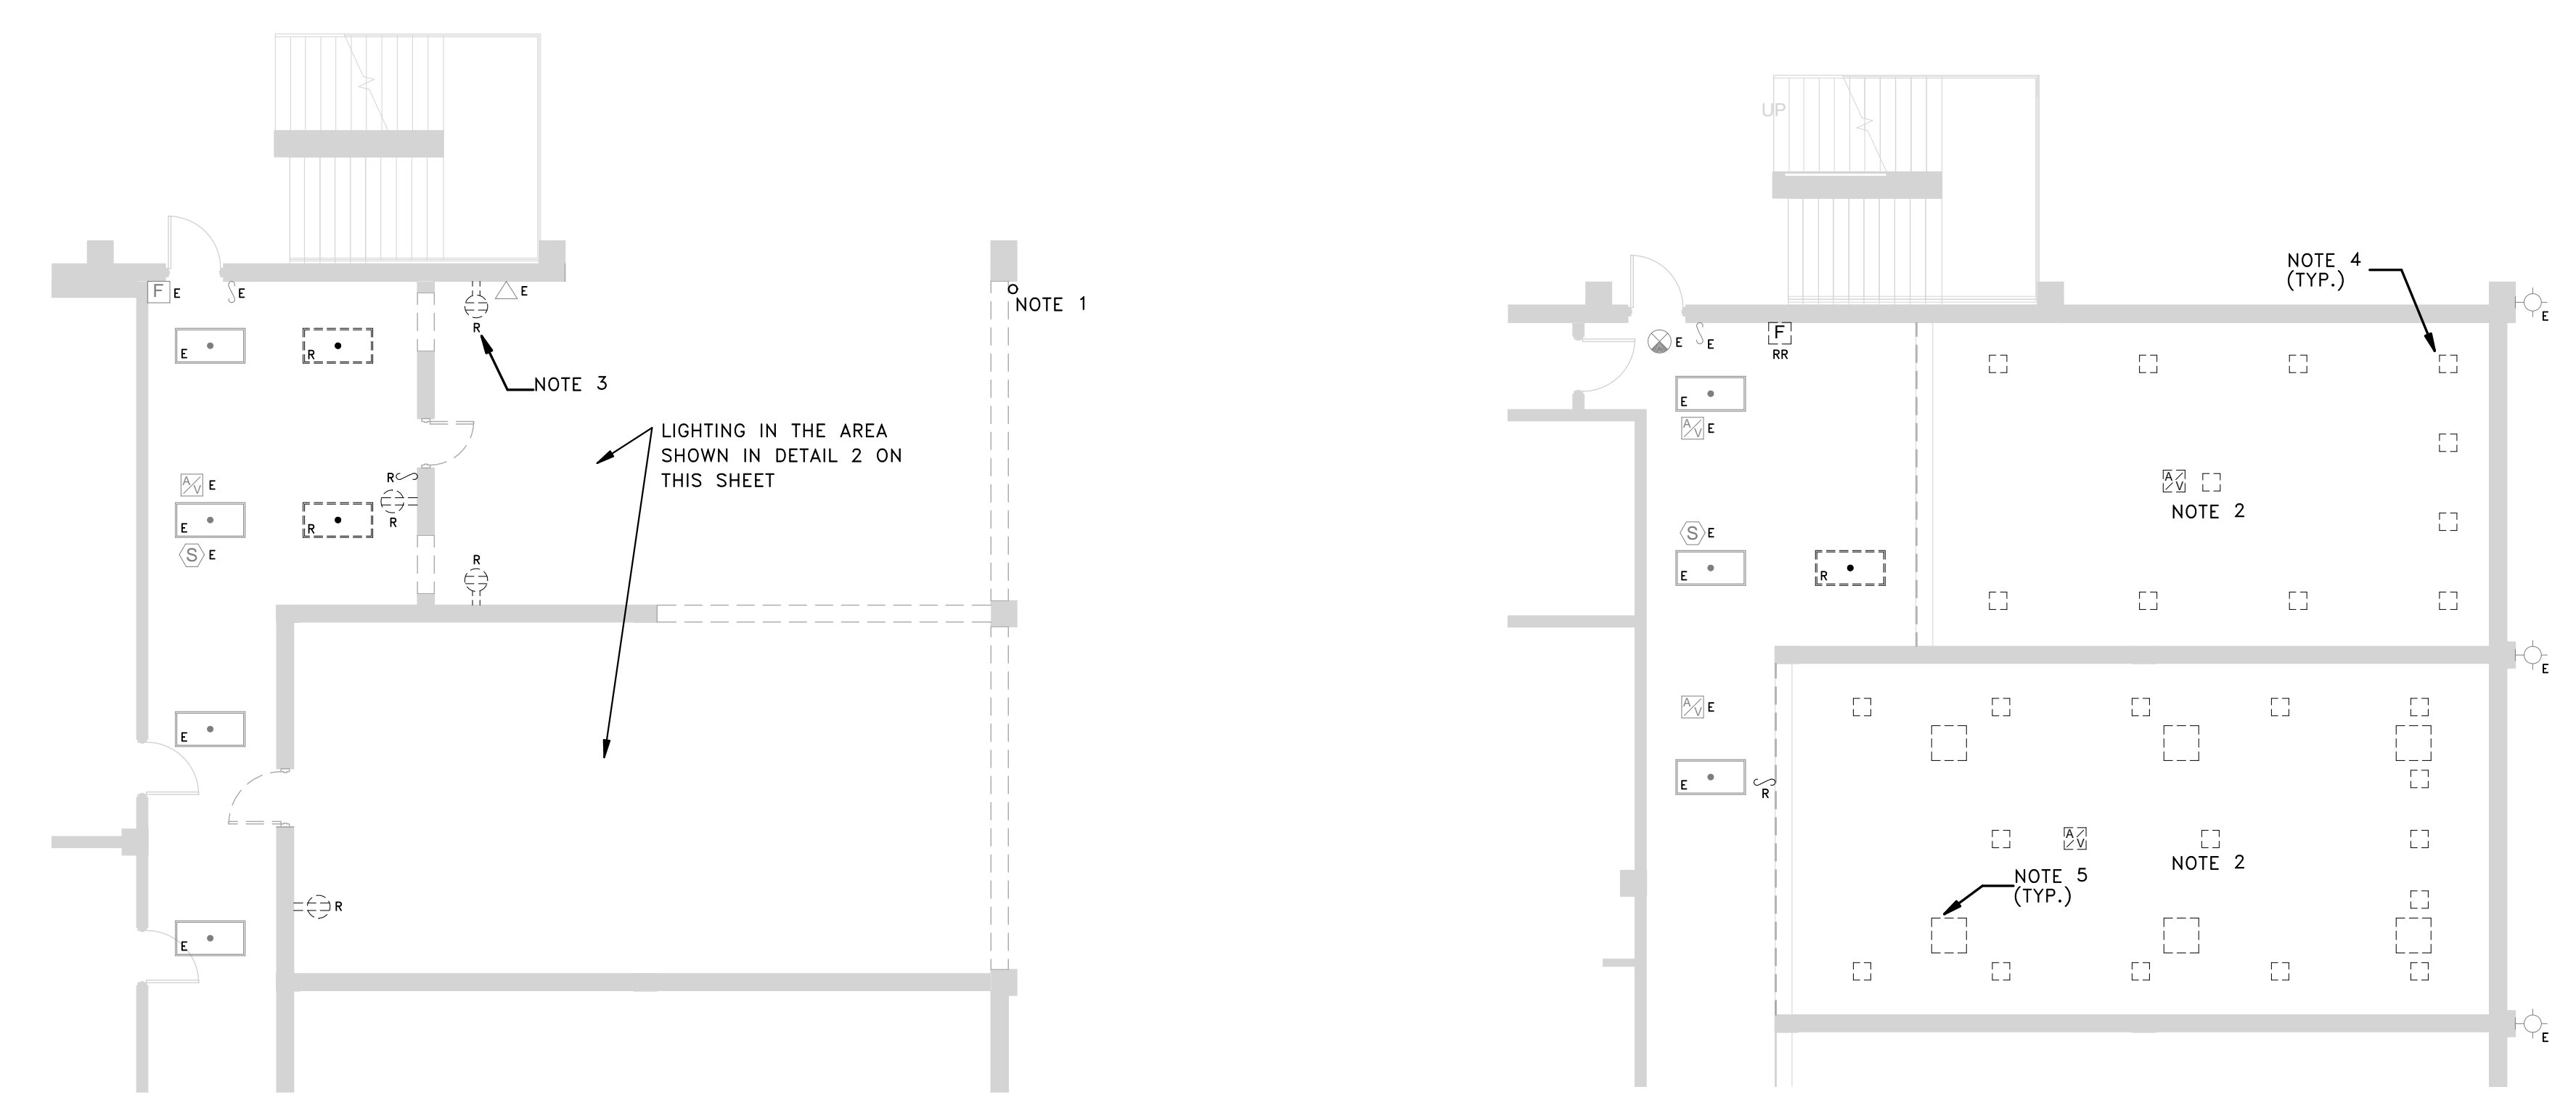 F E
E
E
R
R
E
NOTE 1
NOTE 3
LIGHTING IN THE AREA
SHOWN IN DETAIL 2 ON
THIS SHEET
A/V E
R
R
E
R
S E
R
E
R
E
UP
NOTE 4
(TYP.)
E
E
E
F
RR
E
A/V E
A/V
NOTE 2
S E
E
R
E
A/V E
E
R
A/V
NOTE 2
NOTE 5
(TYP.)
E